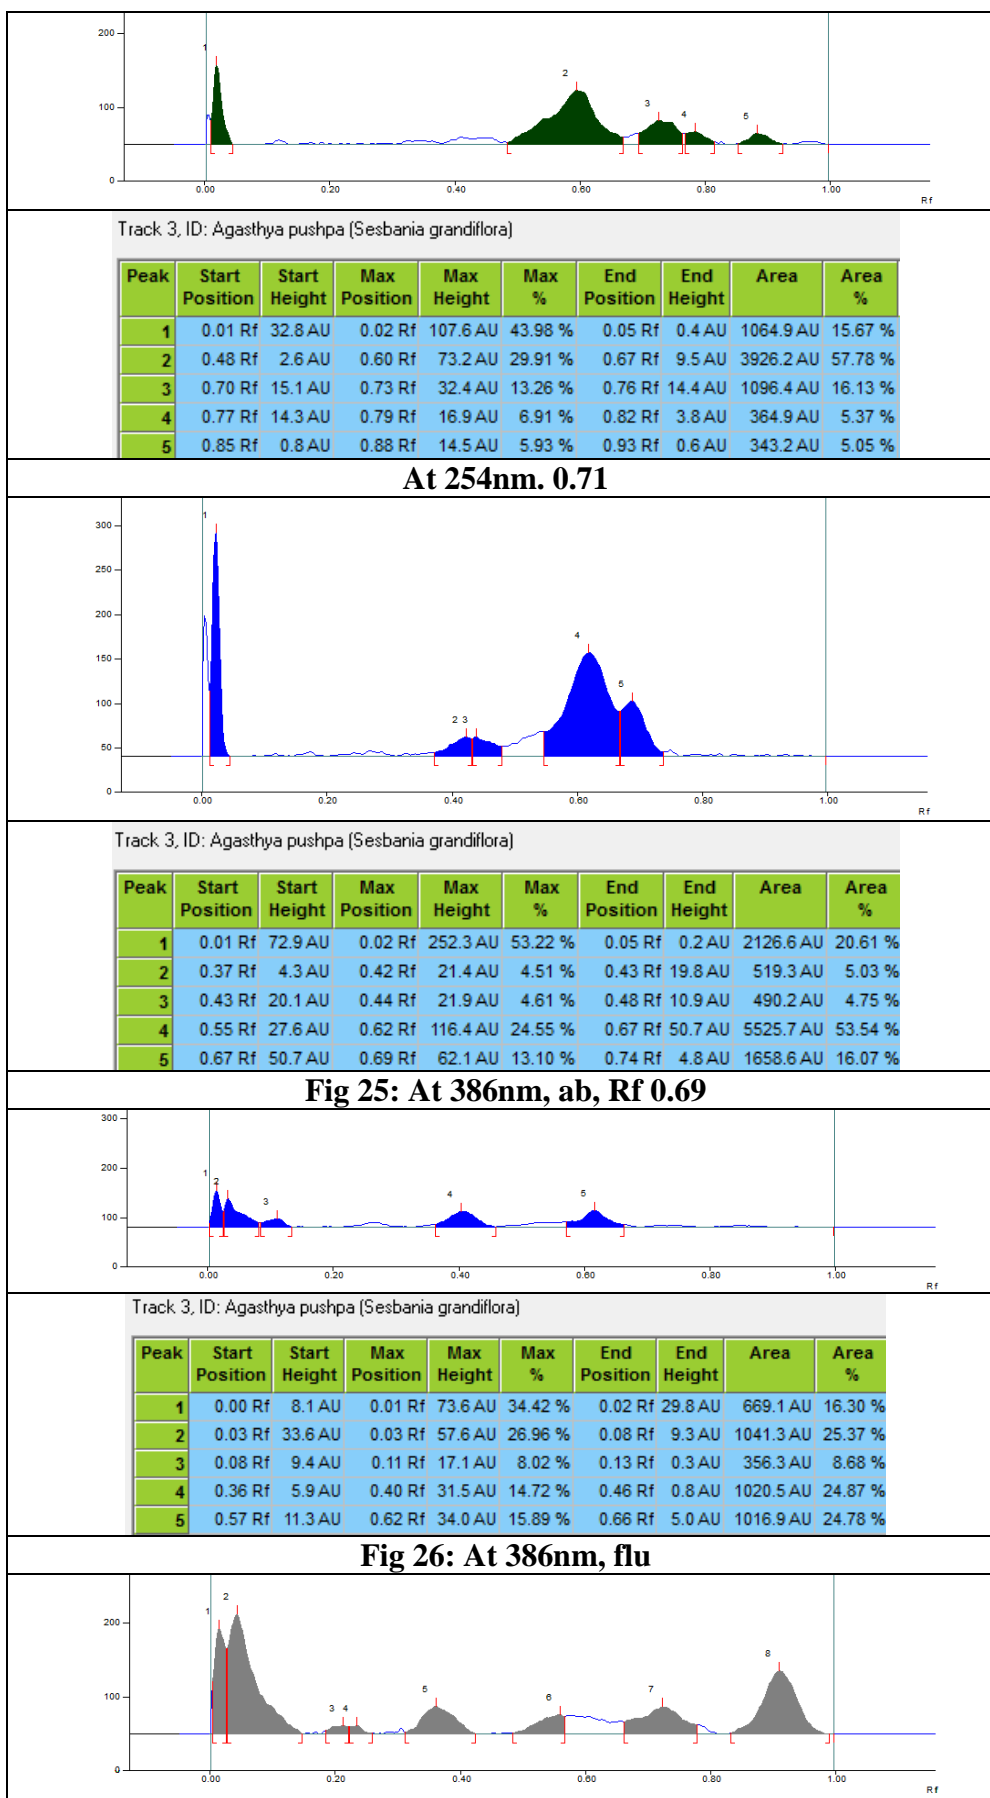 200
100
0
1
2
3
4
5
0.00 0.20 0.40 0.60 0.80 1.00
Rf
Track 3, ID: Agasthya pushpa (Sesbania grandiflora)
Peak Start Position Start Height Max Position Max Height Max % End Position End Height Area Area %
1 0.01 Rf 32.8 AU 0.02 Rf 107.6 AU 43.98 % 0.05 Rf 0.4 AU 1064.9 AU 15.67 %
2 0.48 Rf 2.6 AU 0.60 Rf 73.2 AU 29.91 % 0.67 Rf 9.5 AU 3926.2 AU 57.78 %
3 0.70 Rf 15.1 AU 0.73 Rf 32.4 AU 13.26 % 0.76 Rf 14.4 AU 1096.4 AU 16.13 %
4 0.77 Rf 14.3 AU 0.79 Rf 16.9 AU 6.91 % 0.82 Rf 3.8 AU 364.9 AU 5.37 %
5 0.85 Rf 0.8 AU 0.88 Rf 14.5 AU 5.93 % 0.93 Rf 0.6 AU 343.2 AU 5.05 %
At 254nm. 0.71
300
250
200
150
100
50
0
1
2 3
4
5
0.00 0.20 0.40 0.60 0.80 1.00
Rf
Track 3, ID: Agasthya pushpa (Sesbania grandiflora)
Peak Start Position Start Height Max Position Max Height Max % End Position End Height Area Area %
1 0.01 Rf 72.9 AU 0.02 Rf 252.3 AU 53.22 % 0.05 Rf 0.2 AU 2126.6 AU 20.61 %
2 0.37 Rf 4.3 AU 0.42 Rf 21.4 AU 4.51 % 0.43 Rf 19.8 AU 519.3 AU 5.03 %
3 0.43 Rf 20.1 AU 0.44 Rf 21.9 AU 4.61 % 0.48 Rf 10.9 AU 490.2 AU 4.75 %
4 0.55 Rf 27.6 AU 0.62 Rf 116.4 AU 24.55 % 0.67 Rf 50.7 AU 5525.7 AU 53.54 %
5 0.67 Rf 50.7 AU 0.69 Rf 62.1 AU 13.10 % 0.74 Rf 4.8 AU 1658.6 AU 16.07 %
Fig 25: At 386nm, ab, Rf 0.69
300
200
100
0
1
2
3
4
5
0.00 0.20 0.40 0.60 0.80 1.00
Rf
Track 3, ID: Agasthya pushpa (Sesbania grandiflora)
Peak Start Position Start Height Max Position Max Height Max % End Position End Height Area Area %
1 0.00 Rf 8.1 AU 0.01 Rf 73.6 AU 34.42 % 0.02 Rf 29.8 AU 669.1 AU 16.30 %
2 0.03 Rf 33.6 AU 0.03 Rf 57.6 AU 26.96 % 0.08 Rf 9.3 AU 1041.3 AU 25.37 %
3 0.08 Rf 9.4 AU 0.11 Rf 17.1 AU 8.02 % 0.13 Rf 0.3 AU 356.3 AU 8.68 %
4 0.36 Rf 5.9 AU 0.40 Rf 31.5 AU 14.72 % 0.46 Rf 0.8 AU 1020.5 AU 24.87 %
5 0.57 Rf 11.3 AU 0.62 Rf 34.0 AU 15.89 % 0.66 Rf 5.0 AU 1016.9 AU 24.78 %
Fig 26: At 386nm, flu
200
100
0
1
2
3 4
5
6
7
8
0.00 0.20 0.40 0.60 0.80 1.00
Rf